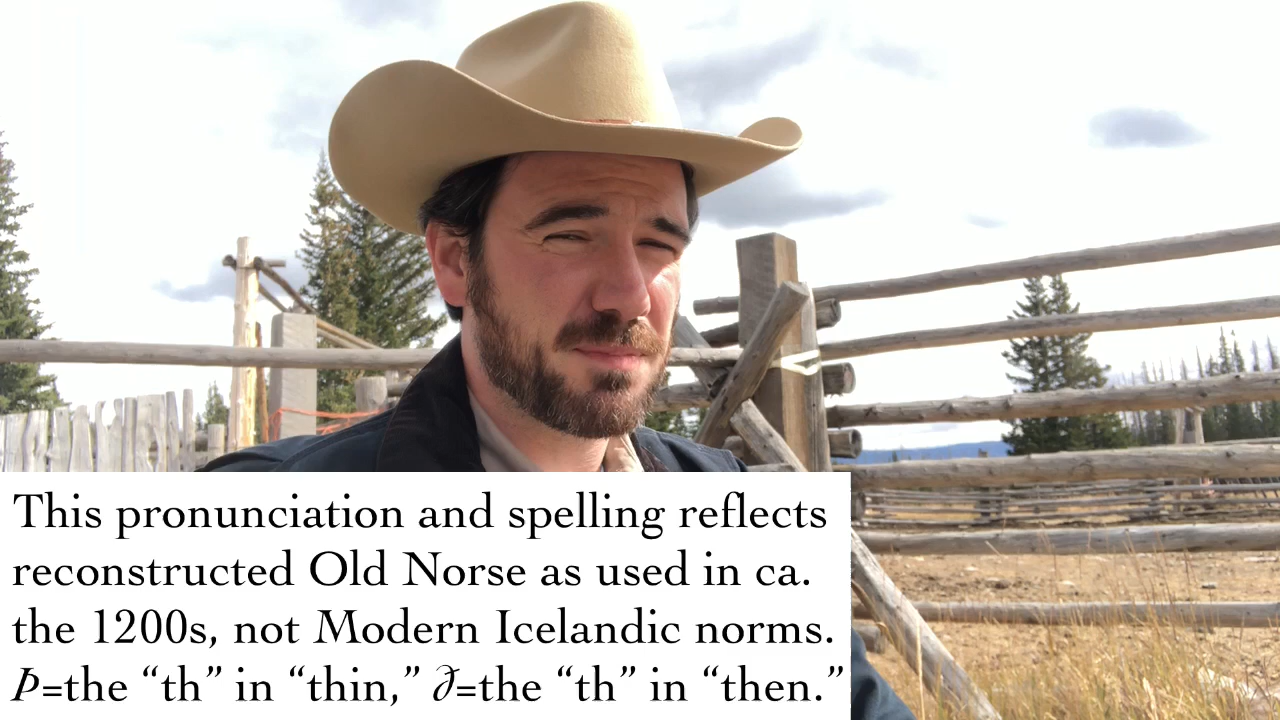 This pronunciation and spelling reflects
reconstructed Old Norse as used in ca.
the 1200s, not Modern Icelandic norms.
Þ=the “th” in “thin,” ð=the “th” in “then.”